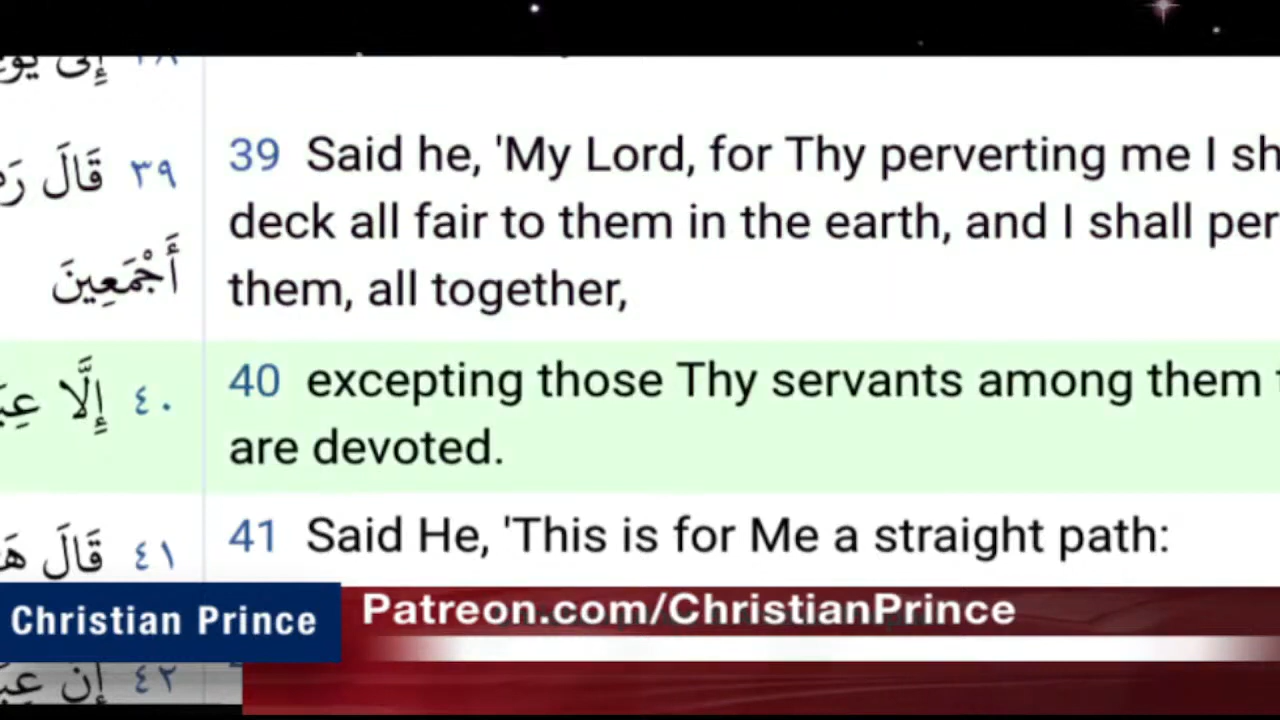 إِلَىٰ ٣٨
39 Said he, 'My Lord, for Thy perverting me I
قَالَ ٣٩
deck all fair to them in the earth, and I shall
أَجْمَعِينَ
them, all together,
40 excepting those Thy servants among them
إِلَّا ٤٠
are devoted.
41 Said He, 'This is for Me a straight path:
قَالَ ٤١
Christian Prince
Patreon.com/ChristianPrince
إِن ٤٢